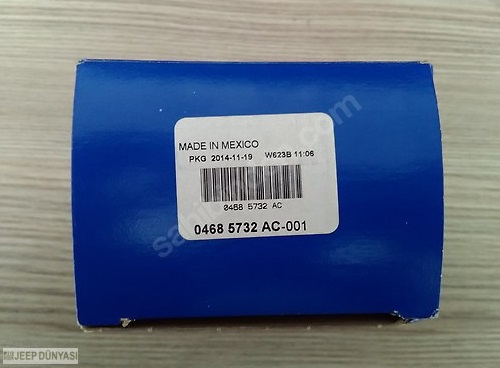 MADE IN MEXICO
PKG 2014-11-19 W623B 11:06
0468 5732 AC
0468 5732 AC-001
JEEP DÜNYASI